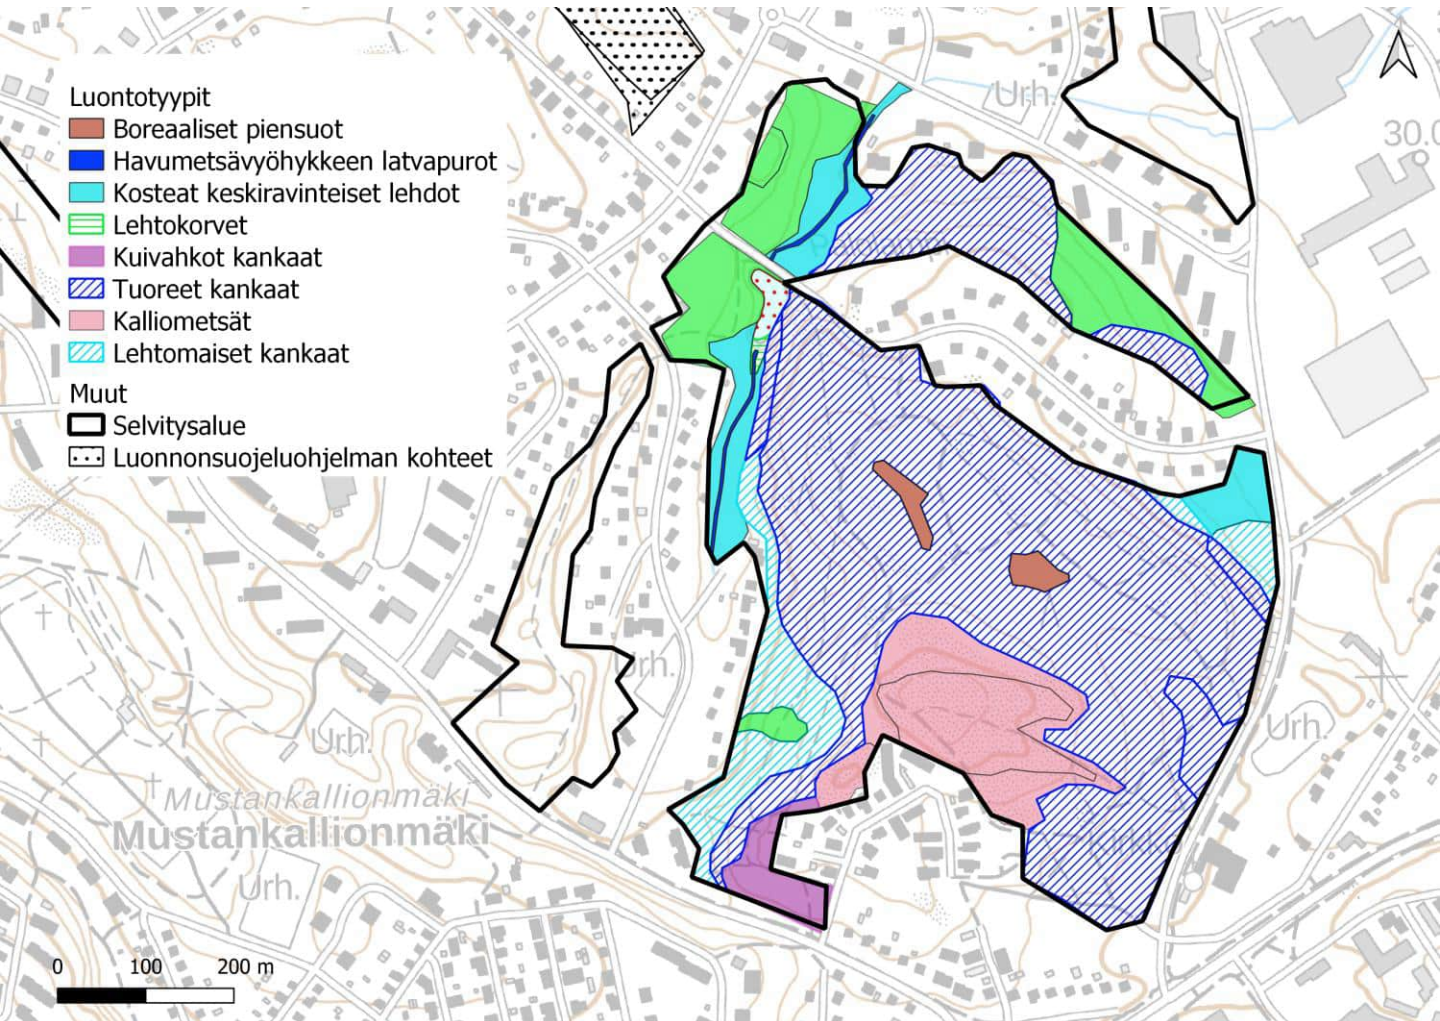 Luontotyypit
Boreaaliset piensuot
Havumetsävyöhykkeen latvapurot
Kosteat keskiravinteiset lehdot
Lehtokorvet
Kuivahkot kankaat
Tuoreet kankaat
Kalliometsät
Lehtomaiset kankaat
Muut
Selvitysalue
Luonnonsuojeluohjelman kohteet
Urh.
30.0
Urh.
Urh.
Urh.
Mustankallionmäki
Mustankallionmäki
Urh.
0 100 200 m